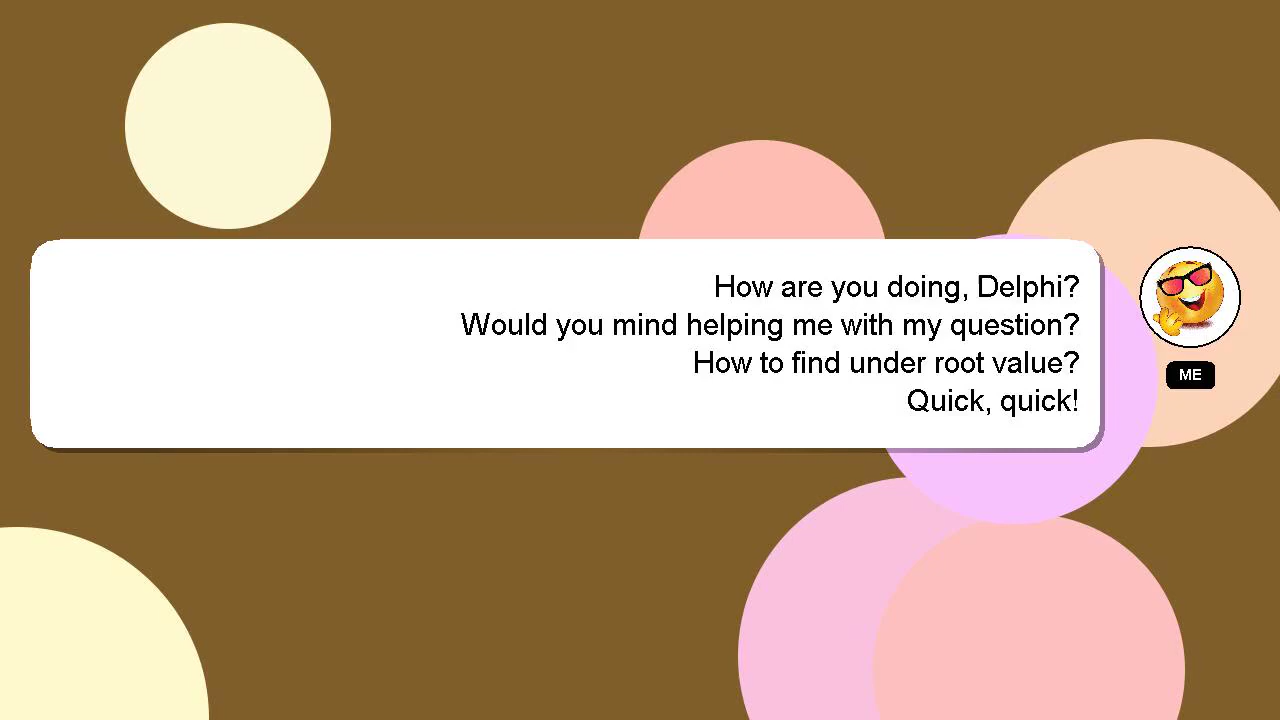 How are you doing, Delphi?
Would you mind helping me with my question?
How to find under root value?
Quick, quick!
ME